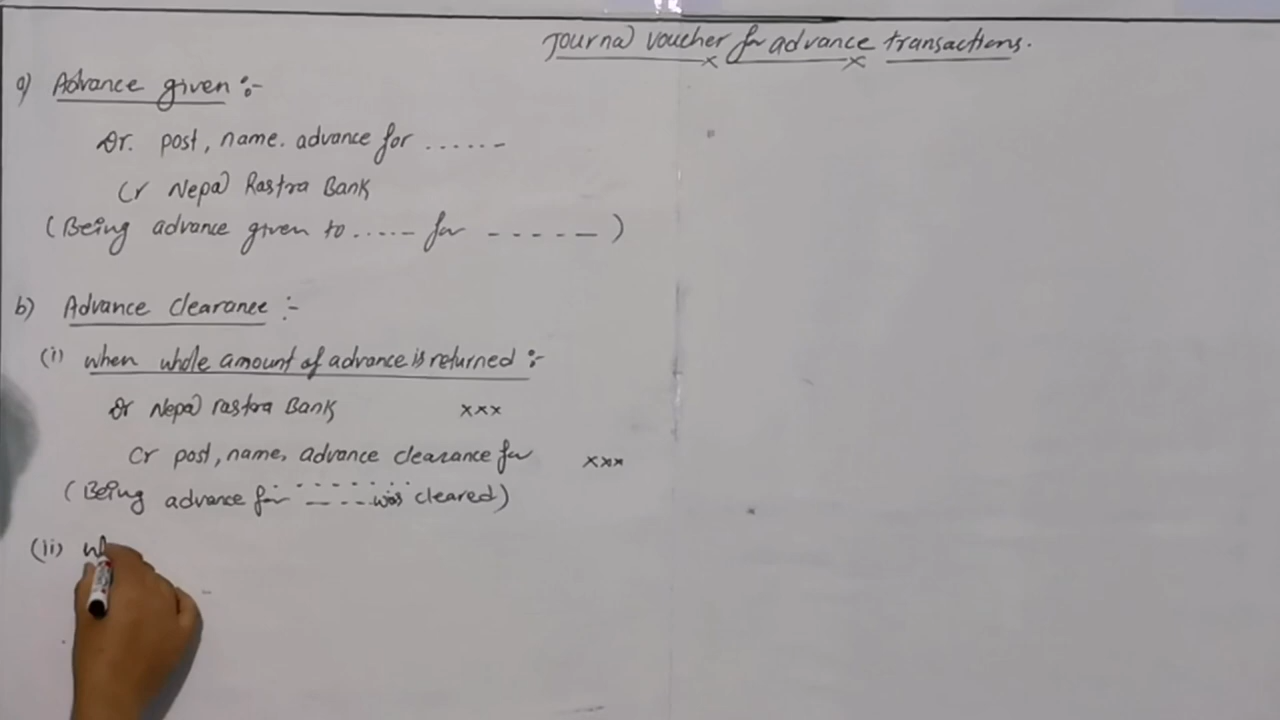 Journal voucher for advance transactions.
a) Advance given :-
Dr. post, name. advance for ......
Cr Nepal Rastra Bank
(Being advance given to ..... for -----)
b) Advance clearance :-
(i) when whole amount of advance is returned :-
Dr Nepal rastra Bank xxx
Cr post, name, advance clearance for ....... xxx
(Being advance for ----- was cleared)
(ii) wh